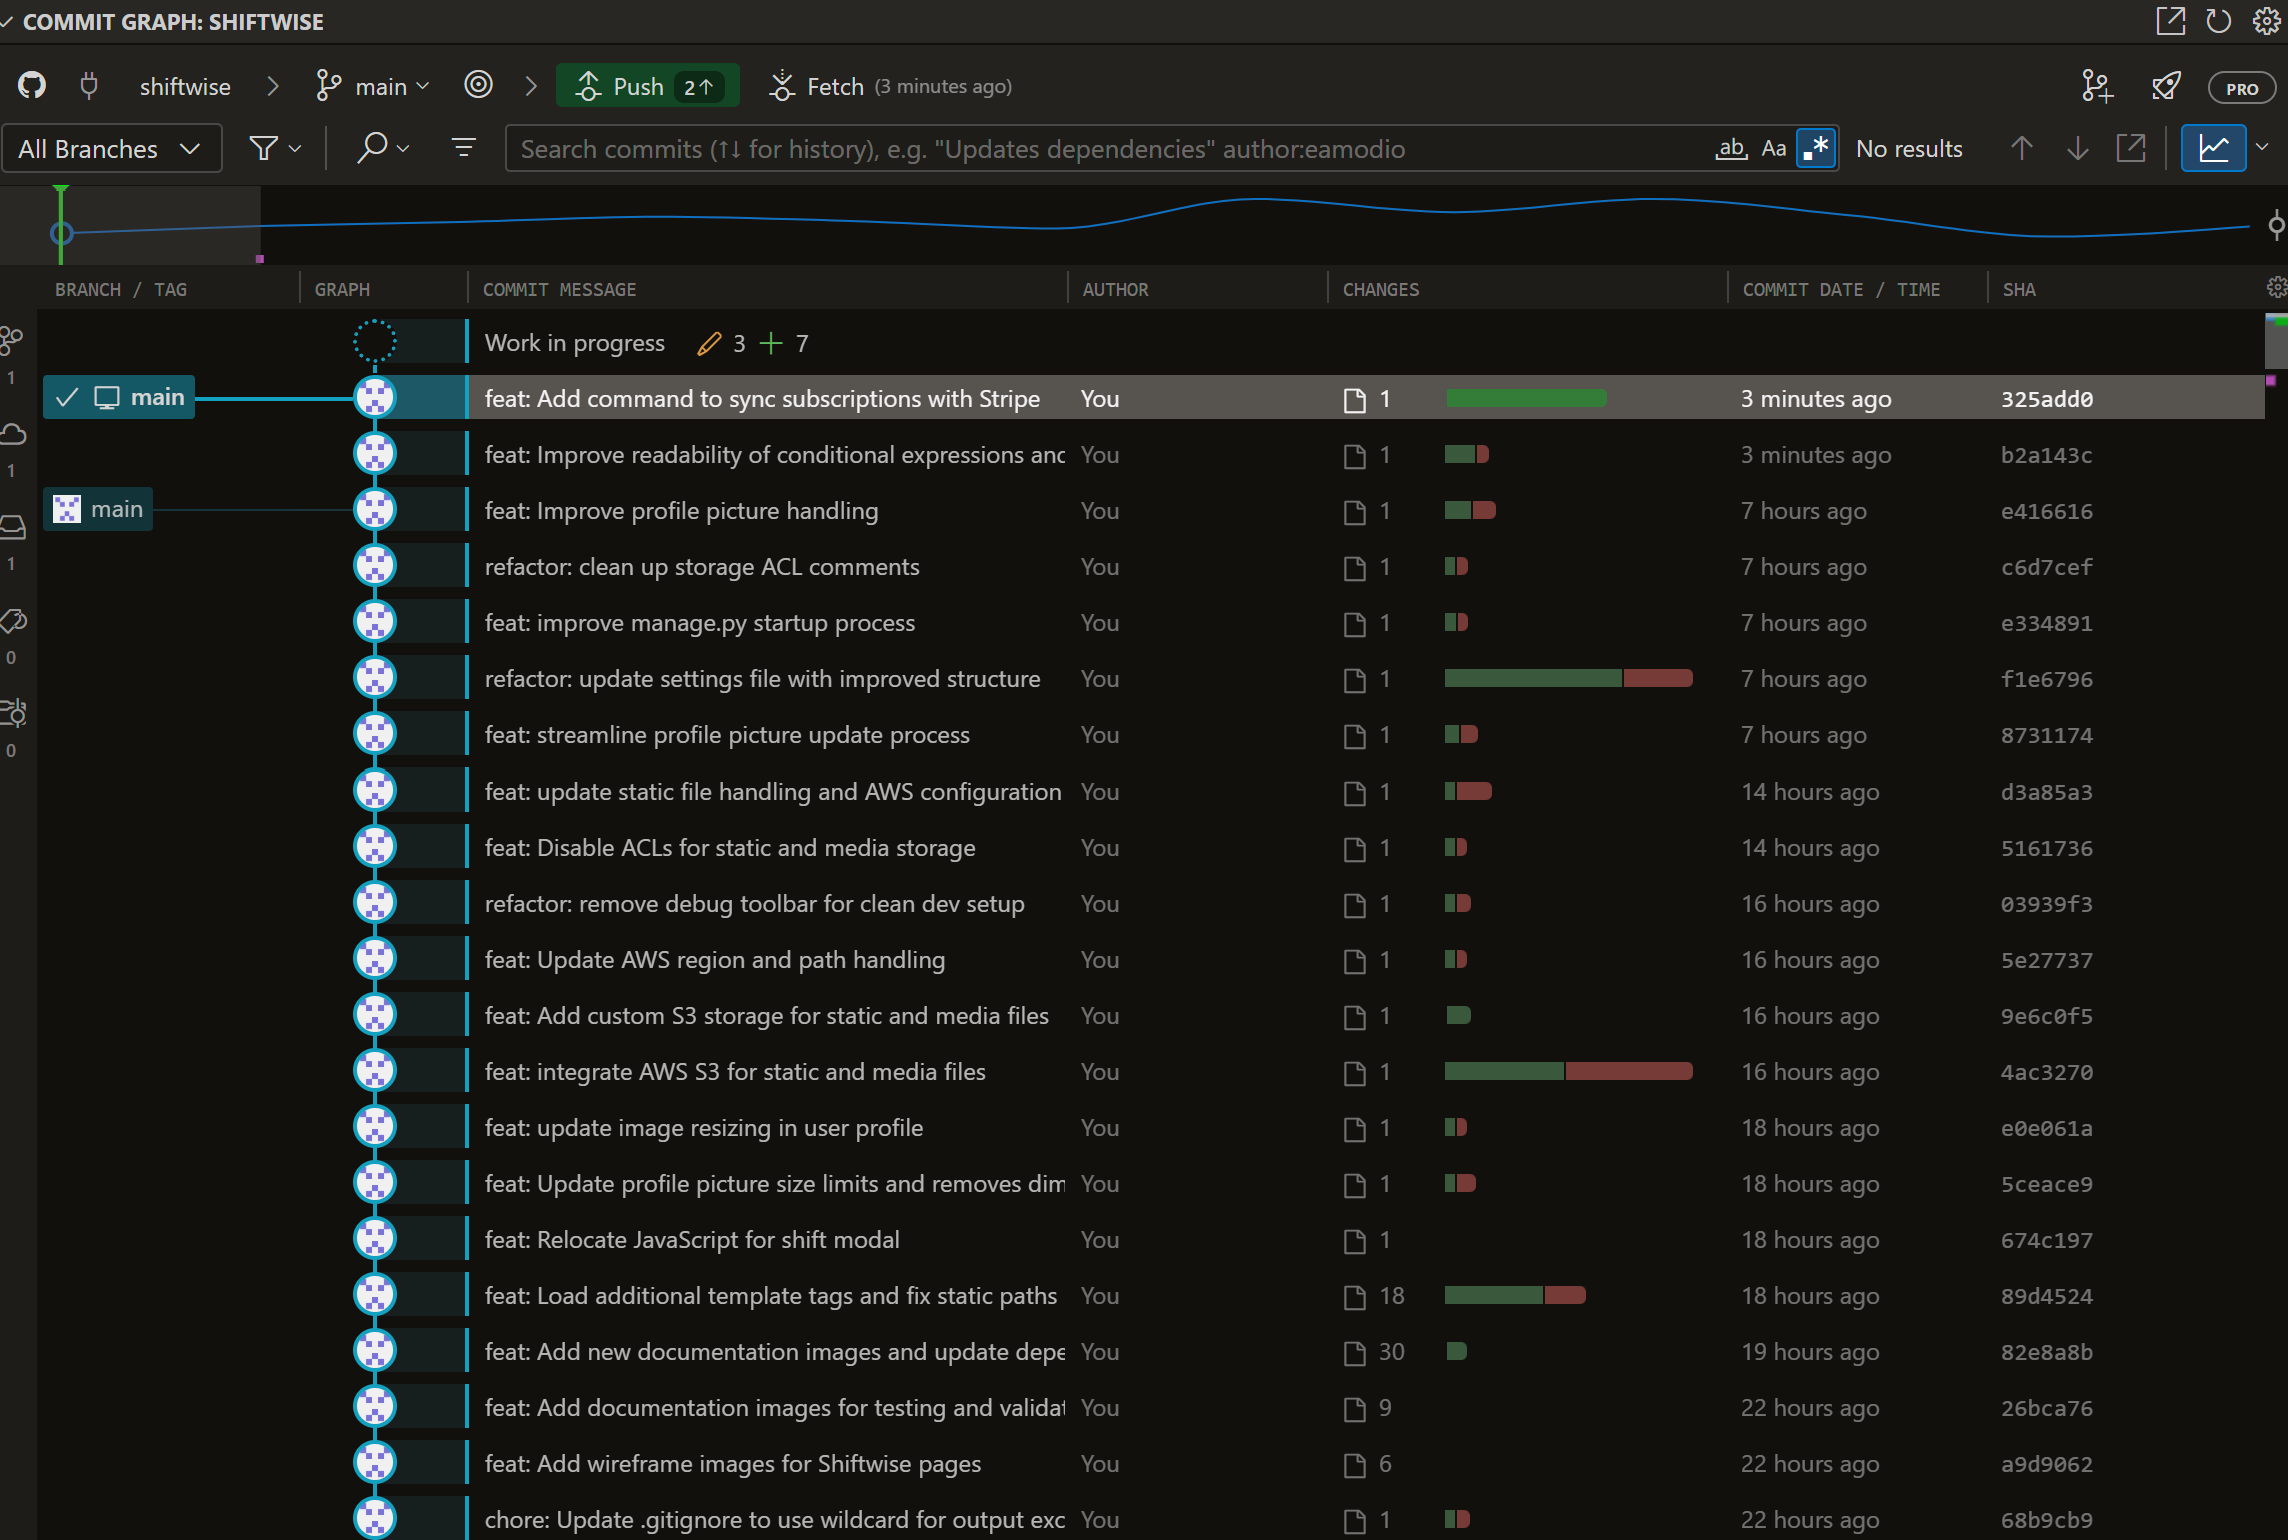 COMMIT GRAPH: SHIFTWISE
shiftwise main Push 2↑ Fetch (3 minutes ago) PRO
All Branches Search commits (↑↓ for history), e.g. "Updates dependencies" author:eamodio ab Aa .* No results
BRANCH / TAG GRAPH COMMIT MESSAGE AUTHOR CHANGES COMMIT DATE / TIME SHA
Work in progress 3 + 7
1
main feat: Add command to sync subscriptions with Stripe You 1 3 minutes ago 325add0
feat: Improve readability of conditional expressions and You 1 3 minutes ago b2a143c
1
main feat: Improve profile picture handling You 1 7 hours ago e416616
1
refactor: clean up storage ACL comments You 1 7 hours ago c6d7cef
feat: improve manage.py startup process You 1 7 hours ago e334891
0
refactor: update settings file with improved structure You 1 7 hours ago f1e6796
feat: streamline profile picture update process You 1 7 hours ago 8731174
0
feat: update static file handling and AWS configuration You 1 14 hours ago d3a85a3
feat: Disable ACLs for static and media storage You 1 14 hours ago 5161736
refactor: remove debug toolbar for clean dev setup You 1 16 hours ago 03939f3
feat: Update AWS region and path handling You 1 16 hours ago 5e27737
feat: Add custom S3 storage for static and media files You 1 16 hours ago 9e6c0f5
feat: integrate AWS S3 for static and media files You 1 16 hours ago 4ac3270
feat: update image resizing in user profile You 1 18 hours ago e0e061a
feat: Update profile picture size limits and removes dim You 1 18 hours ago 5ceace9
feat: Relocate JavaScript for shift modal You 1 18 hours ago 674c197
feat: Load additional template tags and fix static paths You 18 18 hours ago 89d4524
feat: Add new documentation images and update depe You 30 19 hours ago 82e8a8b
feat: Add documentation images for testing and validat You 9 22 hours ago 26bca76
feat: Add wireframe images for Shiftwise pages You 6 22 hours ago a9d9062
chore: Update .gitignore to use wildcard for output exc You 1 22 hours ago 68b9cb9